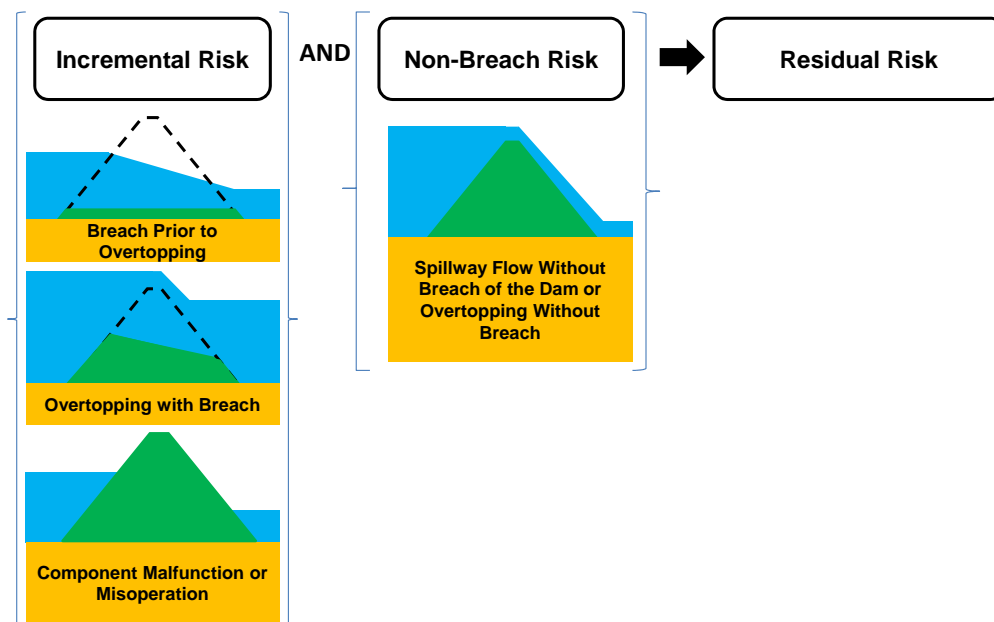 Incremental Risk
AND
Non-Breach Risk
Residual Risk
Breach Prior to
Overtopping
Overtopping with Breach
Component Malfunction or
Misoperation
Spillway Flow Without
Breach of the Dam or
Overtopping Without
Breach